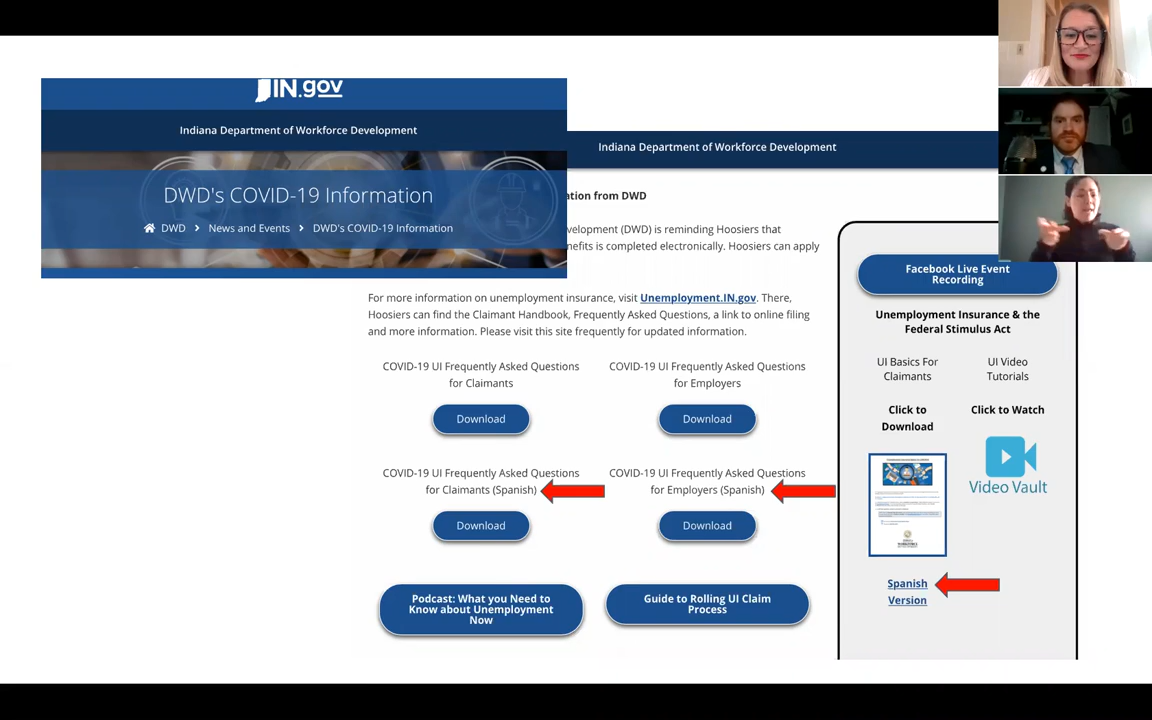 IN.gov
Indiana Department of Workforce Development
DWD's COVID-19 Information
DWD
News and Events
DWD's COVID-19 Information
Indiana Department of Workforce Development
ation from DWD
velopment (DWD) is reminding Hoosiers that
nefits is completed electronically. Hoosiers can apply
For more information on unemployment insurance, visit Unemployment.IN.gov. There,
Hoosiers can find the Claimant Handbook, Frequently Asked Questions, a link to online filing
and more information. Please visit this site frequently for updated information.
COVID-19 UI Frequently Asked Questions
for Claimants
Download
COVID-19 UI Frequently Asked Questions
for Employers
Download
COVID-19 UI Frequently Asked Questions
for Claimants (Spanish)
Download
COVID-19 UI Frequently Asked Questions
for Employers (Spanish)
Download
Podcast: What you Need to
Know about Unemployment
Now
Guide to Rolling UI Claim
Process
Facebook Live Event
Recording
Unemployment Insurance & the
Federal Stimulus Act
UI Basics For
Claimants
Click to
Download
Spanish
Version
UI Video
Tutorials
Click to Watch
Video Vault